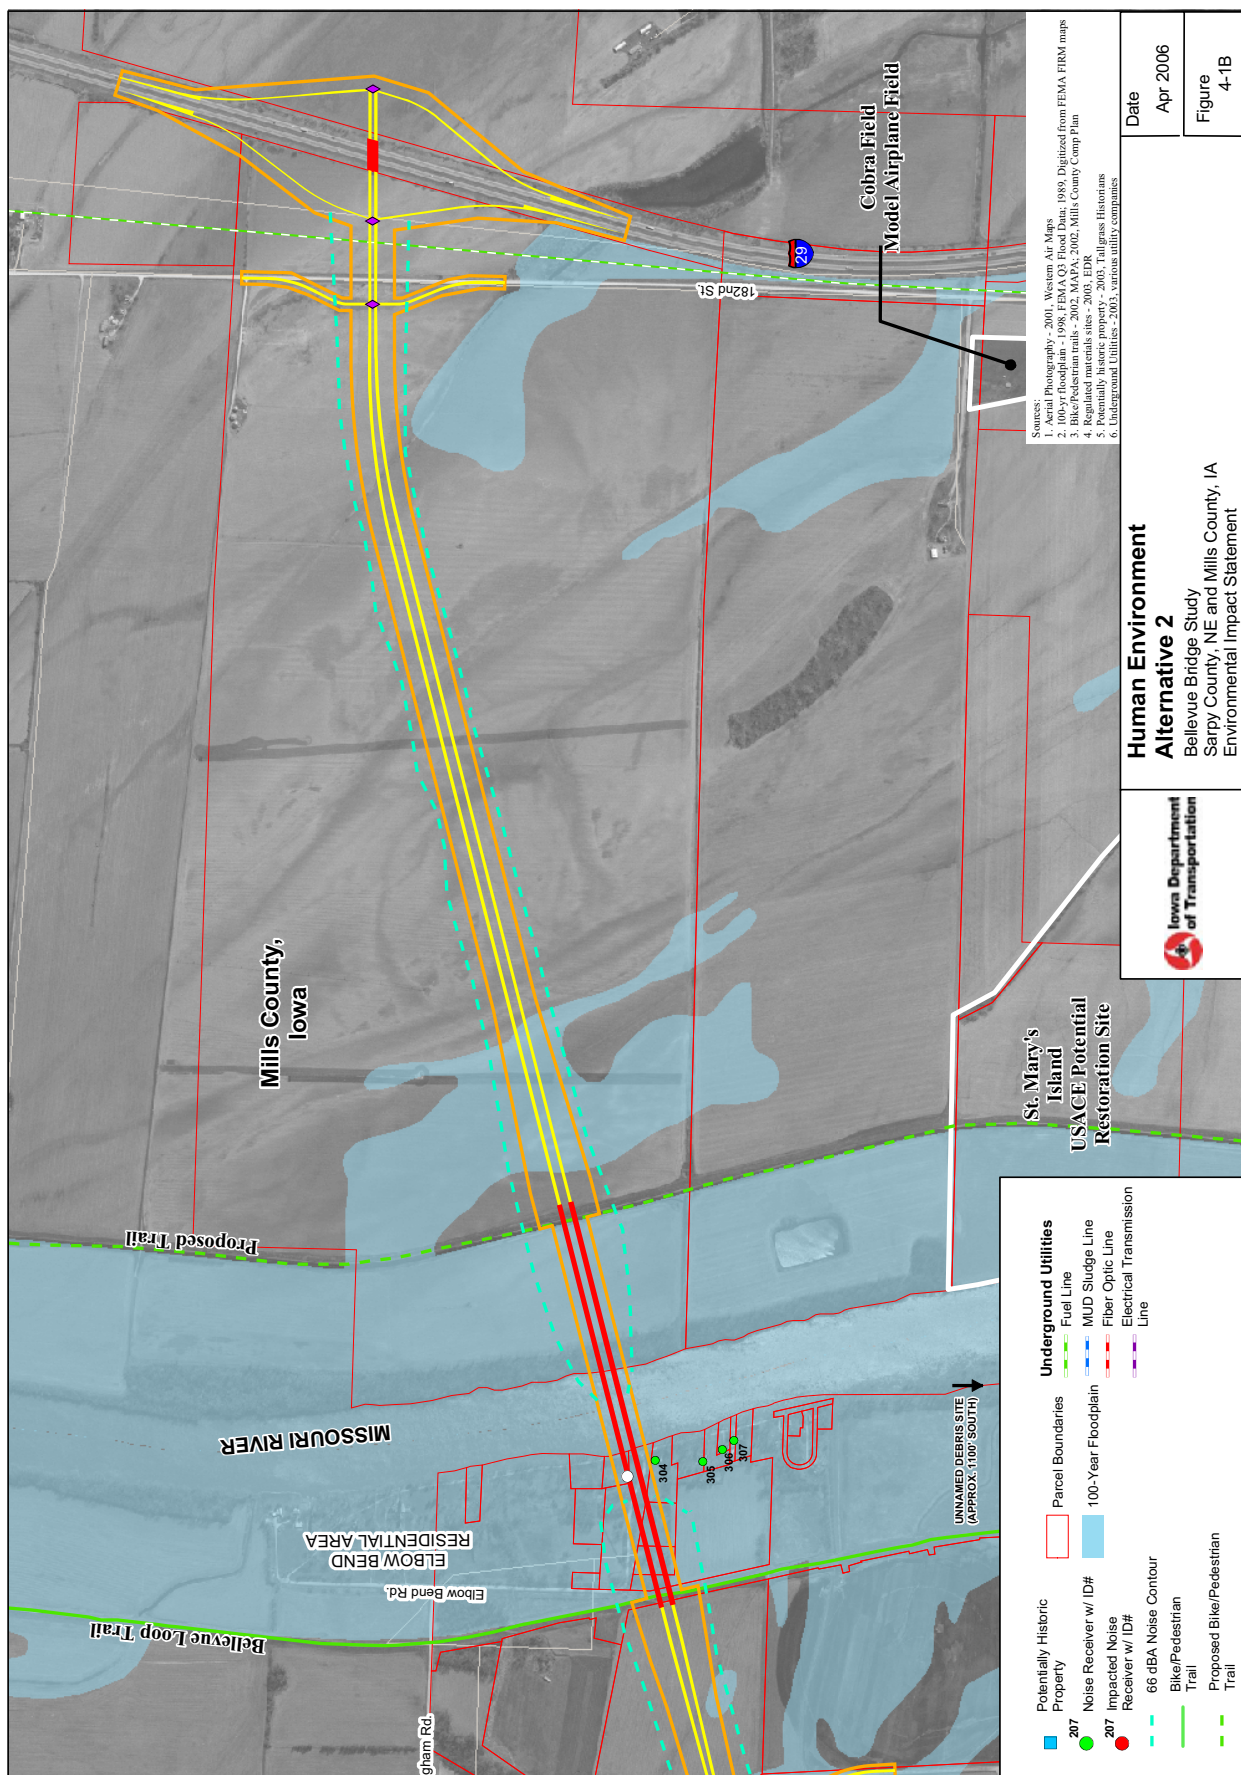 Mills County,
Iowa
Proposed Trail
MISSOURI RIVER
ELBOW BEND
RESIDENTIAL AREA
Elbow Bend Rd.
Bellevue Loop Trail
gham Rd.
304
305
306
307
UNNAMED DEBRIS SITE
(APPROX. 1100' SOUTH)
St. Mary's
Island
USACE Potential
Restoration Site
182nd St.
29
Cobra Field
Model Airplane Field
Sources:
1. Aerial Photography - 2001, Western Air Maps
2. 100-yr floodplain - 1998, FEMA Q3 Flood Data; 1989, Digitized from FEMA FIRM maps
3. Bike/Pedestrian trails - 2002, MAPA; 2002, Mills County Comp Plan
4. Regulated materials sites - 2003, EDR
5. Potentially historic property - 2003, Tallgrass Historians
6. Underground Utilities - 2003, various utility companies
Potentially Historic
Property
207
Noise Receiver w/ ID#
207
Impacted Noise
Receiver w/ ID#
66 dBA Noise Contour
Bike/Pedestrian
Trail
Proposed Bike/Pedestrian
Trail
Parcel Boundaries
100-Year Floodplain
Underground Utilities
Fuel Line
MUD Sludge Line
Fiber Optic Line
Electrical Transmission
Line
Iowa Department
of Transportation
Human Environment
Alternative 2
Bellevue Bridge Study
Sarpy County, NE and Mills County, IA
Environmental Impact Statement
Date
Apr 2006
Figure
4-1B